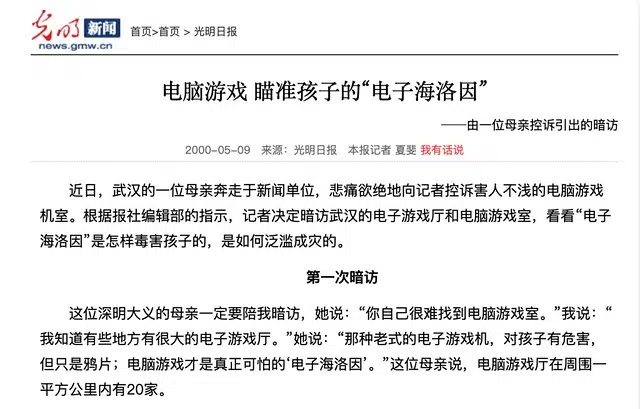 光明 新闻
news.gmw.cn
首页>首页 > 光明日报
电脑游戏 瞄准孩子的“电子海洛因”
——由一位母亲控诉引出的暗访
2000-05-09 来源：光明日报 本报记者 夏斐 我有话说
近日，武汉的一位母亲奔走于新闻单位，悲痛欲绝地向记者控诉害人不浅的电脑游戏
机室。根据报社编辑部的指示，记者决定暗访武汉的电子游戏厅和电脑游戏室，看看“电子
海洛因”是怎样毒害孩子的，是如何泛滥成灾的。
第一次暗访
这位深明大义的母亲一定要陪我暗访，她说：“你自己很难找到电脑游戏室。”我说：“
我知道有些地方有很大的电子游戏厅。”她说：“那种老式的电子游戏机，对孩子有危害，
但只是鸦片；电脑游戏才是真正可怕的‘电子海洛因’。”这位母亲说，电脑游戏厅在周围一
平方公里内有20家。